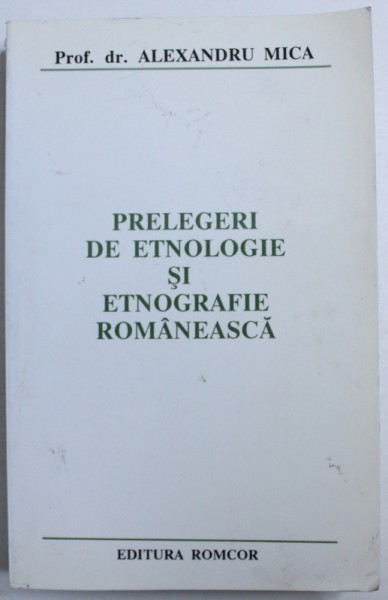 Prof. dr. ALEXANDRU MICA
PRELEGERI
DE ETNOLOGIE
ȘI
ETNOGRAFIE
ROMÂNEASCĂ
EDITURA ROMCOR